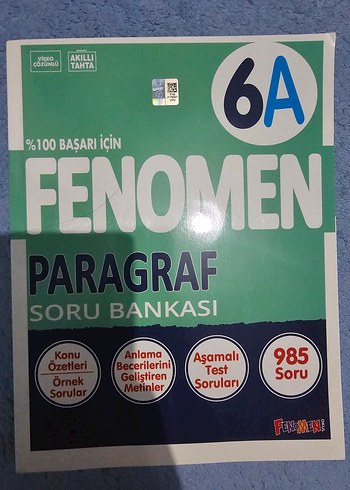 VİDEO
ÇÖZÜMLÜ
AKILLI
TAHTA
6A
%100 BAŞARI İÇİN
FENOMEN
PARAGRAF
SORU BANKASI
Konu
Özetleri
Örnek
Sorular
Anlama
Becerilerini
Geliştiren
Metinler
Aşamalı
Test
Soruları
985
Soru
FENOMEN